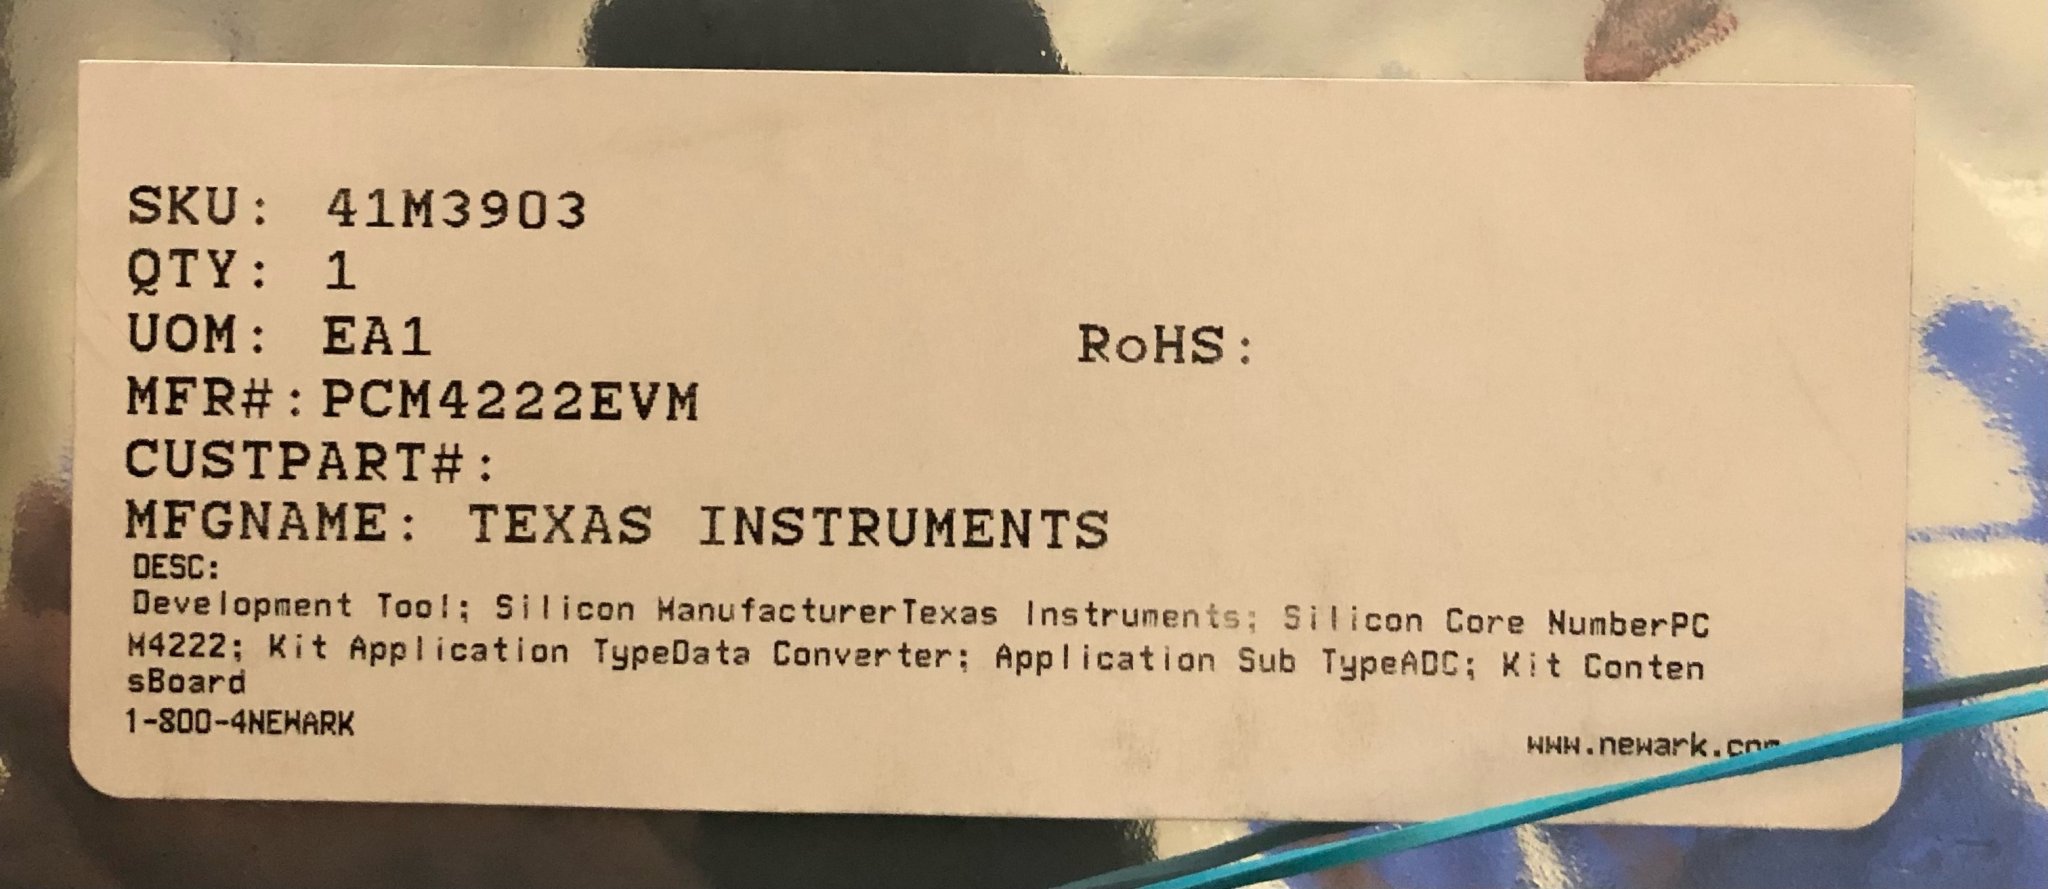 SKU: 41M3903
QTY: 1
UOM: EA1
RoHS:
MFR#:PCM4222EVM
CUSTPART#:
MFGNAME: TEXAS INSTRUMENTS
DESC:
Development Tool; Silicon ManufacturerTexas Instruments; Silicon Core NumberPC
M4222; Kit Application TypeData Converter; Application Sub TypeADC; Kit Conten
sBoard
1-800-4NEWARK
www.newark.com